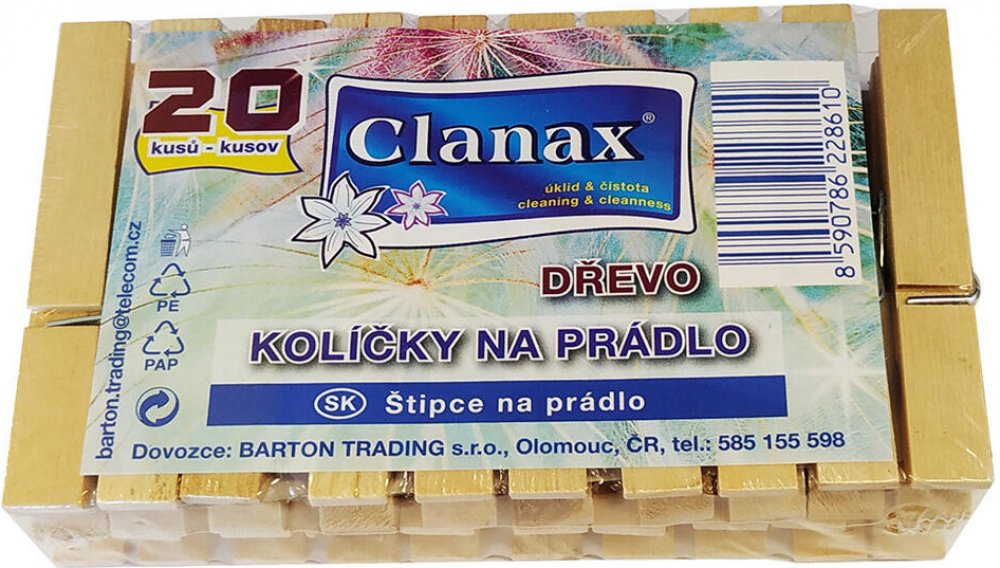 20
kusů - kusov
Clanax®
úklid & čistota
cleaning & cleanness
8 590786 228610
DŘEVO
PE
PAP
KOLÍČKY NA PRÁDLO
SK Štipce na prádlo
Dovozce: BARTON TRADING s.r.o., Olomouc, ČR, tel.: 585 155 598
barton.trading@telecom.cz